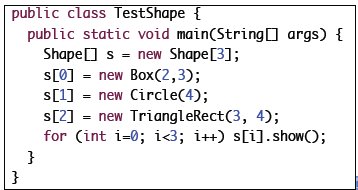 public class TestShape {
public static void main(String[] args) {
Shape[] s = new Shape[3];
s[0] = new Box(2,3);
s[1] = new Circle(4);
s[2] = new TriangleRect(3, 4);
for (int i=0; i<3; i++) s[i].show();
}
}